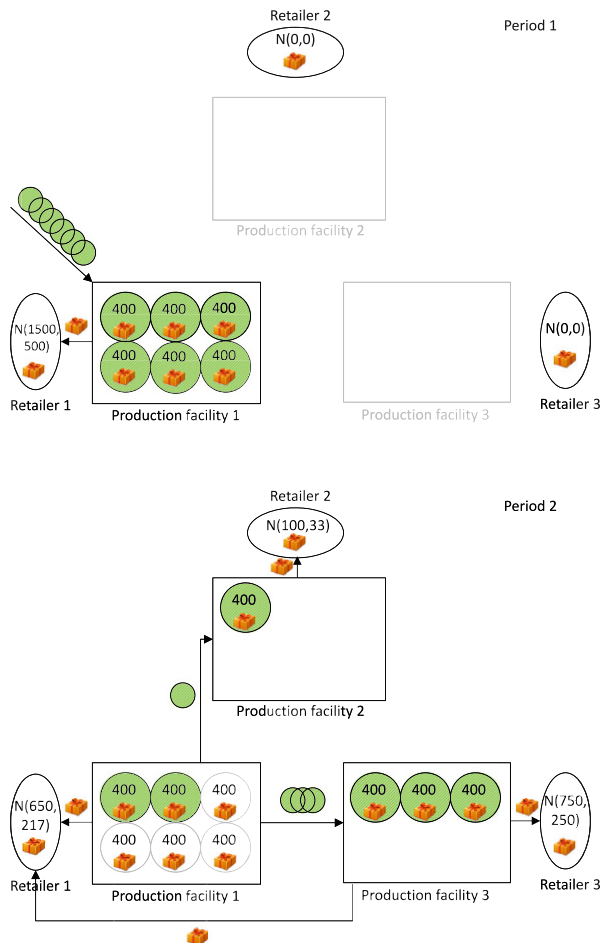 Retailer 2
Period 1
N(0,0)
Production facility 2
400 400 400
N(1500,
500)
400 400 400
N(0,0)
Retailer 1
Production facility 1
Production facility 3
Retailer 3
Retailer 2
Period 2
N(100,33)
400
Production facility 2
400 400 400
400 400 400
N(650,
217)
N(750,
250)
400 400 400
Retailer 1
Production facility 1
Production facility 3
Retailer 3